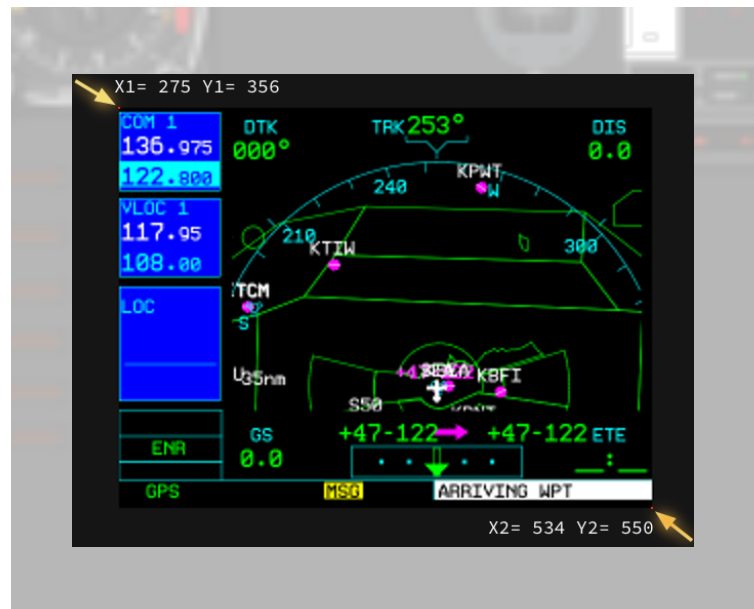 X1= 275 Y1= 356
COM 1
136.975
122.800
VLOC 1
117.95
108.00
LOC
ENR
GPS
DTK
000°
TRK 253°
DIS
0.0
KPWT
W
240
210
300
KTIW
TCM
S
35nm
KBFI
S50
GS
0.0
+47-122 → +47-122
ETE
__:__
MSG
ARRIVING WPT
X2= 534 Y2= 550